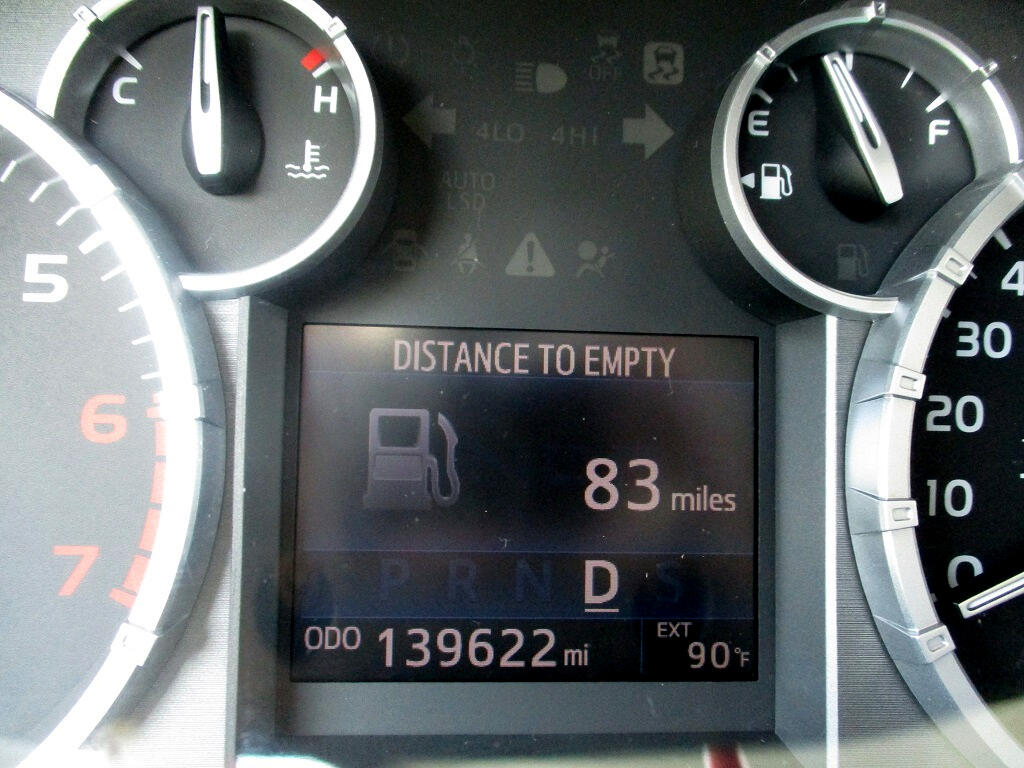 C
H
E
F
OFF
4LO 4HI
AUTO
LSD
5
6
7
40
30
20
10
0
DISTANCE TO EMPTY
83 miles
P R N D S
ODO 139622 mi
EXT
90°F